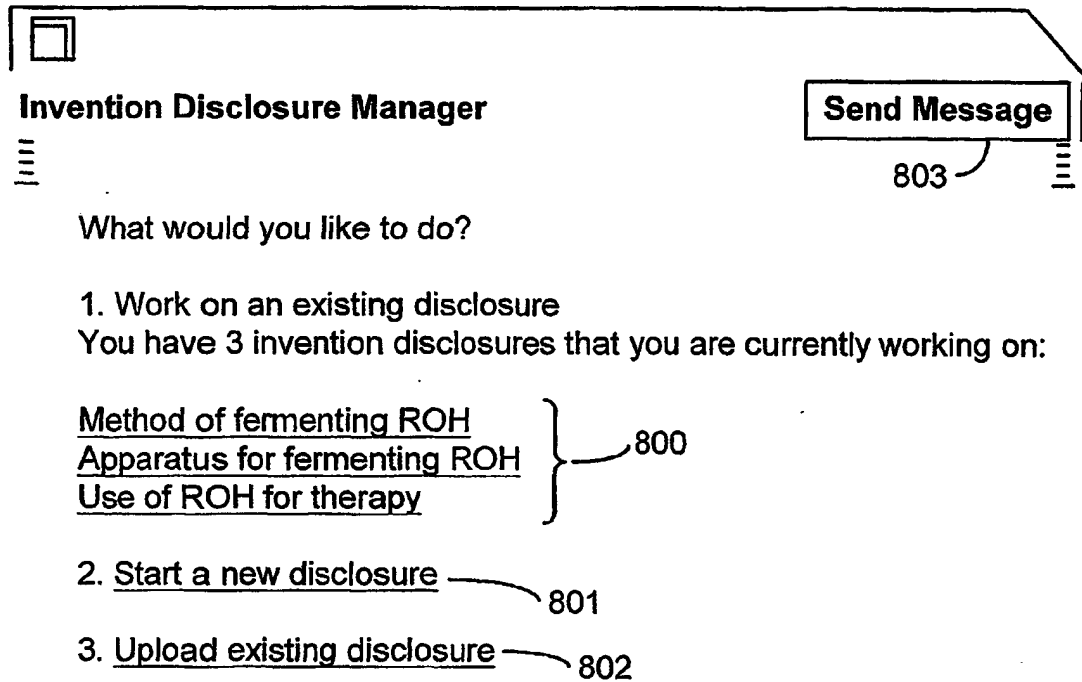 Invention Disclosure Manager
Send Message
803
What would you like to do?
1. Work on an existing disclosure
You have 3 invention disclosures that you are currently working on:
Method of fermenting ROH
Apparatus for fermenting ROH
800
Use of ROH for therapy
2. Start a new disclosure
801
3. Upload existing disclosure
802